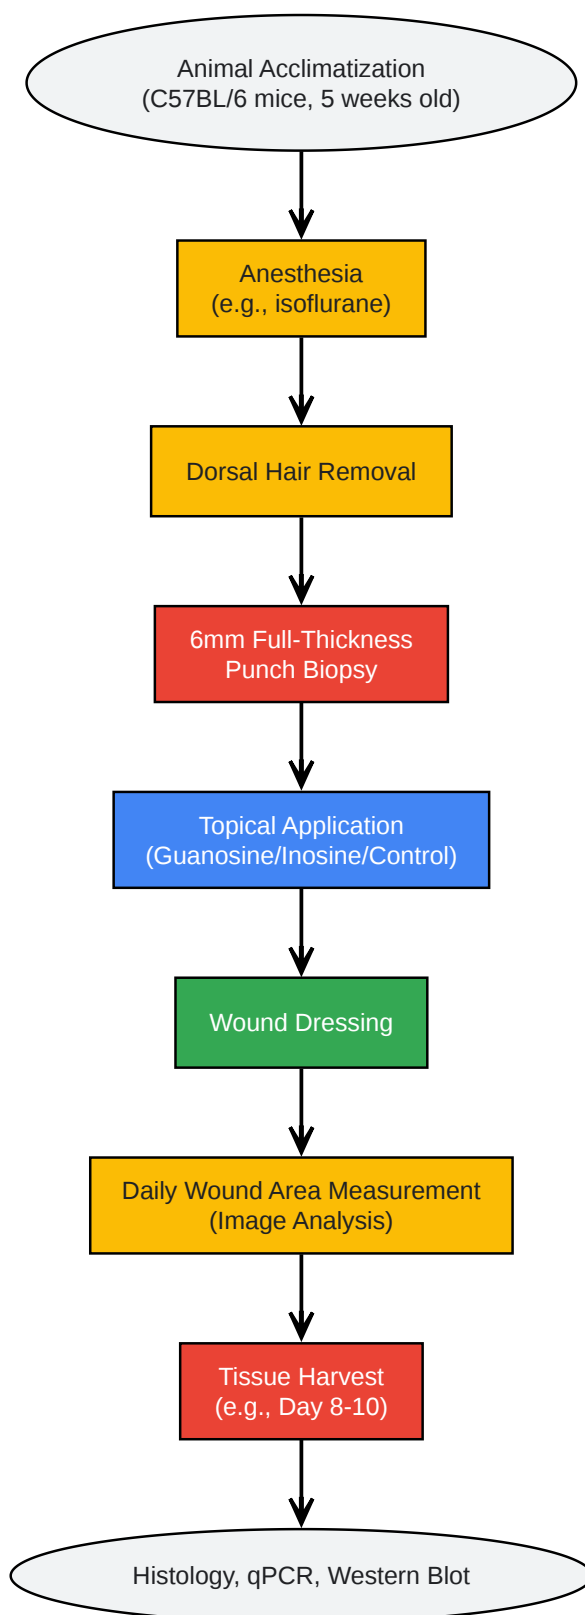 Animal Acclimatization
(C57BL/6 mice, 5 weeks old)
Anesthesia
(e.g., isoflurane)
Dorsal Hair Removal
6mm Full-Thickness
Punch Biopsy
Topical Application
(Guanosine/Inosine/Control)
Wound Dressing
Daily Wound Area Measurement
(Image Analysis)
Tissue Harvest
(e.g., Day 8-10)
Histology, qPCR, Western Blot